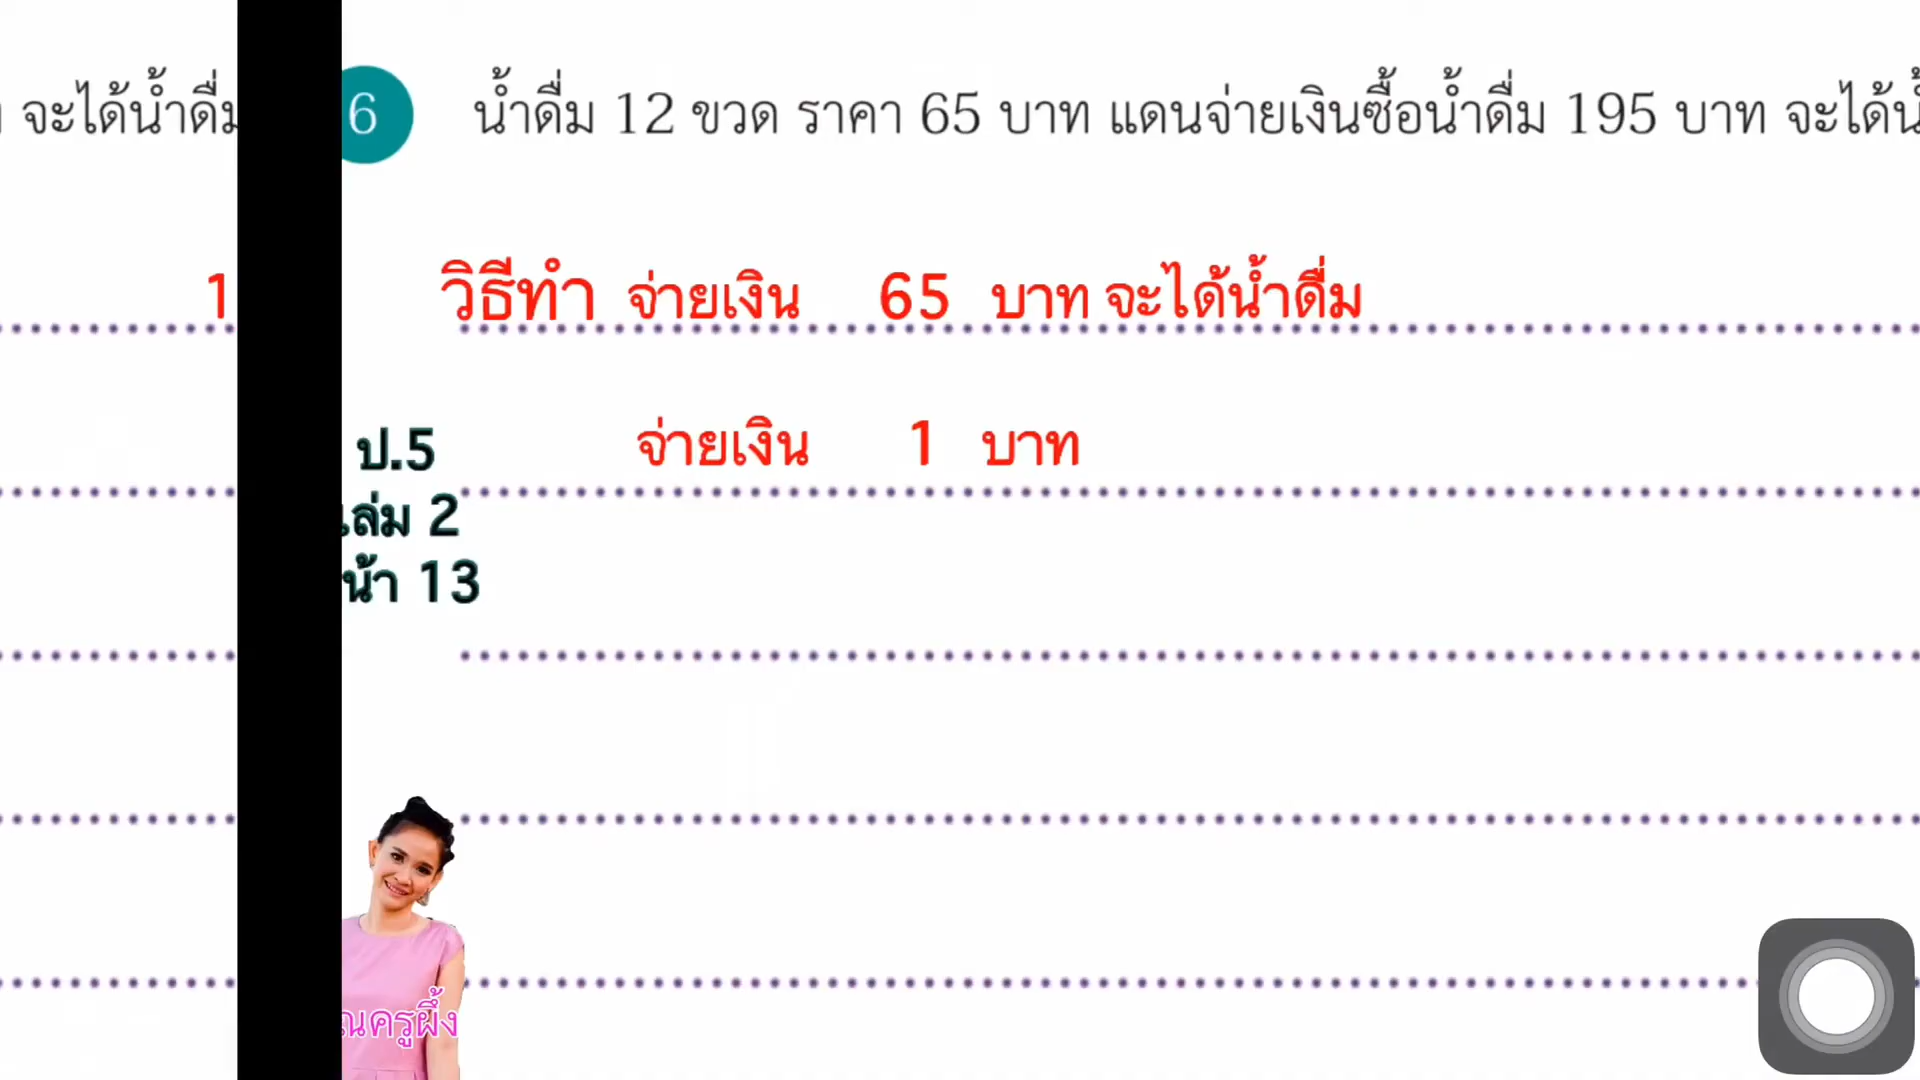 จะได้น้ำดื่ม
6 น้ำดื่ม 12 ขวด ราคา 65 บาท แดนจ่ายเงินซื้อน้ำดื่ม 195 บาท จะได้
1
วิธีทำ จ่ายเงิน 65 บาท จะได้น้ำดื่ม
จ่ายเงิน 1 บาท
ป.5
เล่ม 2
หน้า 13
ครูผึ้ง